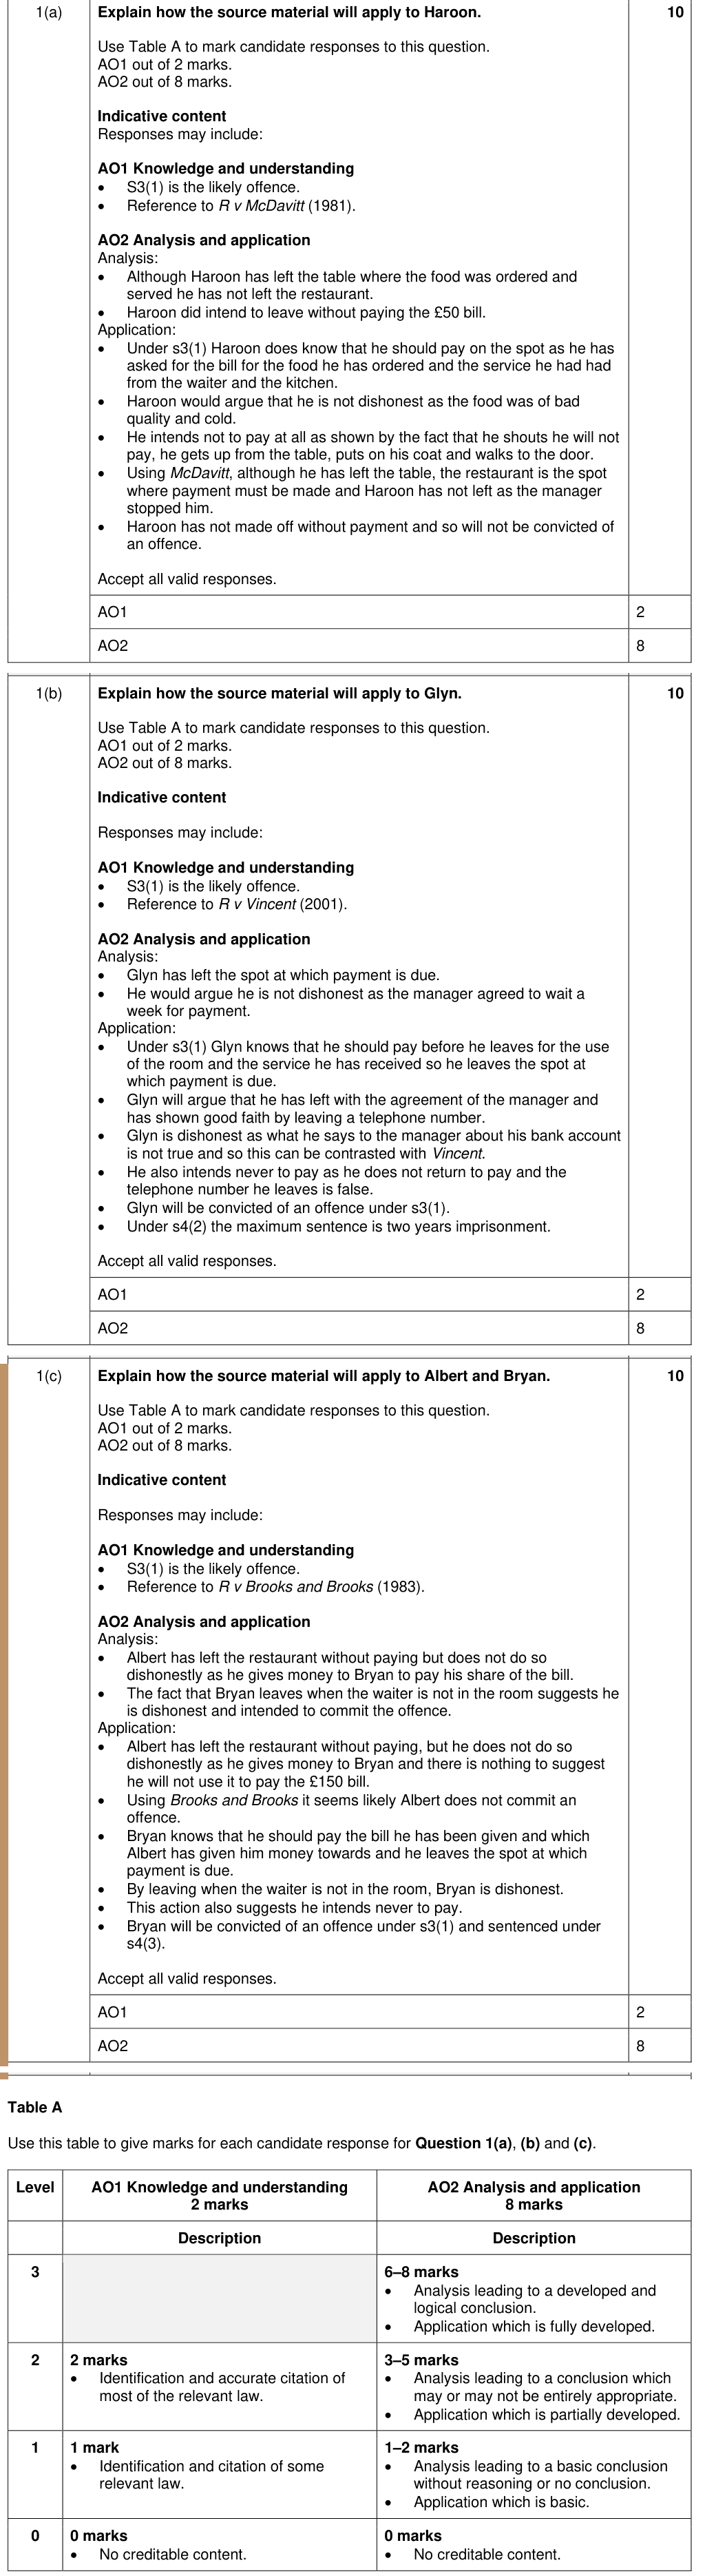 1(a) Explain how the source material will apply to Haroon. 10
Use Table A to mark candidate responses to this question.
AO1 out of 2 marks.
AO2 out of 8 marks.
Indicative content
Responses may include:
AO1 Knowledge and understanding
• S3(1) is the likely offence.
• Reference to R v McDavitt (1981).
AO2 Analysis and application
Analysis:
• Although Haroon has left the table where the food was ordered and
served he has not left the restaurant.
• Haroon did intend to leave without paying the £50 bill.
Application:
• Under s3(1) Haroon does know that he should pay on the spot as he has
asked for the bill for the food he has ordered and the service he had had
from the waiter and the kitchen.
• Haroon would argue that he is not dishonest as the food was of bad
quality and cold.
• He intends not to pay at all as shown by the fact that he shouts he will not
pay, he gets up from the table, puts on his coat and walks to the door.
• Using McDavitt, although he has left the table, the restaurant is the spot
where payment must be made and Haroon has not left as the manager
stopped him.
• Haroon has not made off without payment and so will not be convicted of
an offence.
Accept all valid responses.
AO1 2
AO2 8
1(b) Explain how the source material will apply to Glyn. 10
Use Table A to mark candidate responses to this question.
AO1 out of 2 marks.
AO2 out of 8 marks.
Indicative content
Responses may include:
AO1 Knowledge and understanding
• S3(1) is the likely offence.
• Reference to R v Vincent (2001).
AO2 Analysis and application
Analysis:
• Glyn has left the spot at which payment is due.
• He would argue he is not dishonest as the manager agreed to wait a
week for payment.
Application:
• Under s3(1) Glyn knows that he should pay before he leaves for the use
of the room and the service he has received so he leaves the spot at
which payment is due.
• Glyn will argue that he has left with the agreement of the manager and
has shown good faith by leaving a telephone number.
• Glyn is dishonest as what he says to the manager about his bank account
is not true and so this can be contrasted with Vincent.
• He also intends never to pay as he does not return to pay and the
telephone number he leaves is false.
• Glyn will be convicted of an offence under s3(1).
• Under s4(2) the maximum sentence is two years imprisonment.
Accept all valid responses.
AO1 2
AO2 8
1(c) Explain how the source material will apply to Albert and Bryan. 10
Use Table A to mark candidate responses to this question.
AO1 out of 2 marks.
AO2 out of 8 marks.
Indicative content
Responses may include:
AO1 Knowledge and understanding
• S3(1) is the likely offence.
• Reference to R v Brooks and Brooks (1983).
AO2 Analysis and application
Analysis:
• Albert has left the restaurant without paying but does not do so
dishonestly as he gives money to Bryan to pay his share of the bill.
• The fact that Bryan leaves when the waiter is not in the room suggests he
is dishonest and intended to commit the offence.
Application:
• Albert has left the restaurant without paying, but he does not do so
dishonestly as he gives money to Bryan and there is nothing to suggest
he will not use it to pay the £150 bill.
• Using Brooks and Brooks it seems likely Albert does not commit an
offence.
• Bryan knows that he should pay the bill he has been given and which
Albert has given him money towards and he leaves the spot at which
payment is due.
• By leaving when the waiter is not in the room, Bryan is dishonest.
• This action also suggests he intends never to pay.
• Bryan will be convicted of an offence under s3(1) and sentenced under
s4(3).
Accept all valid responses.
AO1 2
AO2 8
Table A
Use this table to give marks for each candidate response for Question 1(a), (b) and (c).
Level AO1 Knowledge and understanding AO2 Analysis and application
2 marks 8 marks
Description Description
3 6–8 marks
• Analysis leading to a developed and
logical conclusion.
• Application which is fully developed.
2 2 marks 3–5 marks
• Identification and accurate citation of • Analysis leading to a conclusion which
most of the relevant law. may or may not be entirely appropriate.
• Application which is partially developed.
1 1 mark 1–2 marks
• Identification and citation of some • Analysis leading to a basic conclusion
relevant law. without reasoning or no conclusion.
• Application which is basic.
0 0 marks 0 marks
• No creditable content. • No creditable content.